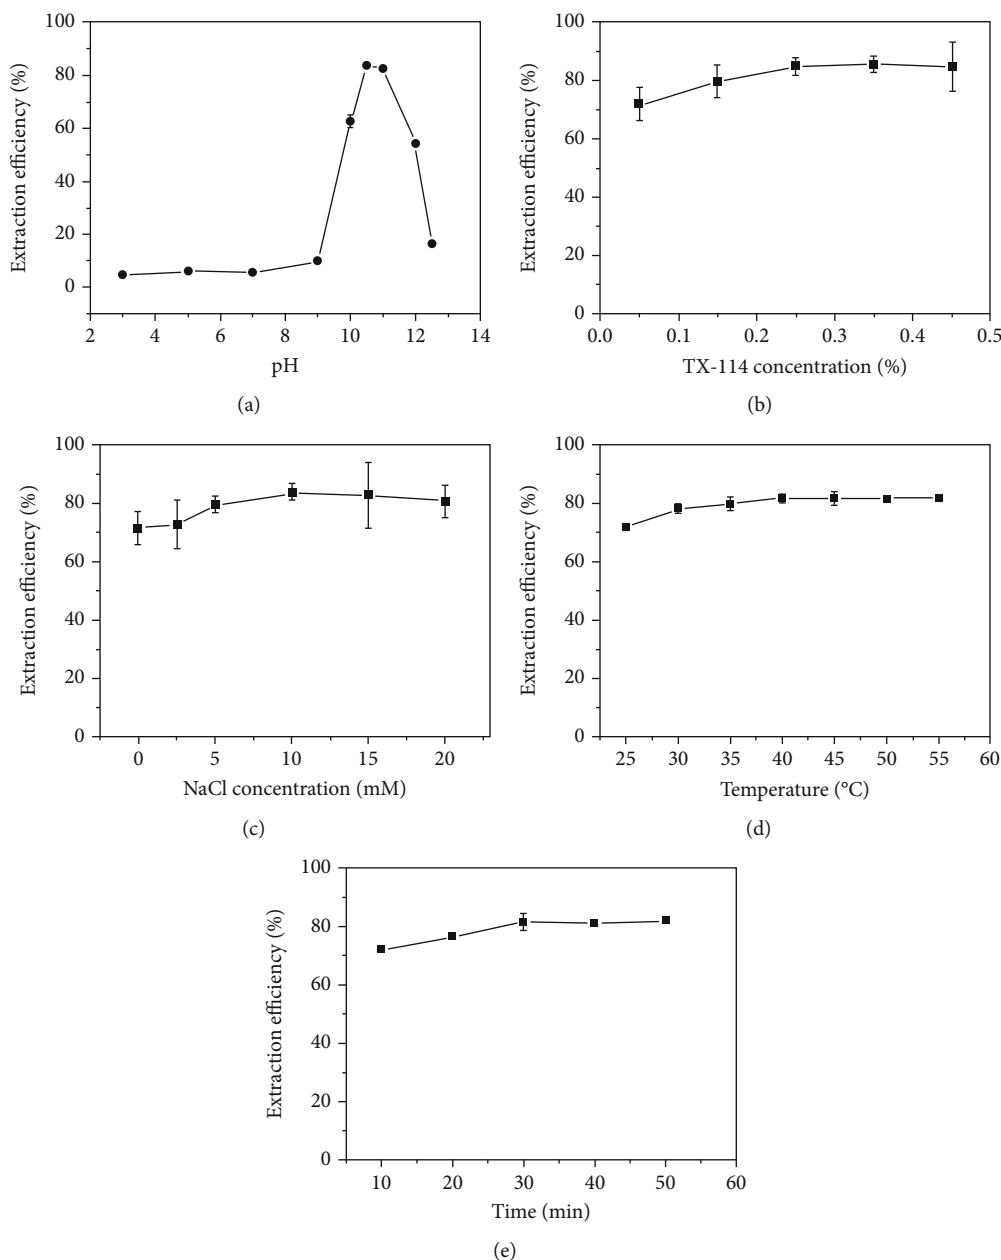 100
80
60
40
20
0
Extraction efficiency (%)
2 4 6 8 10 12 14
pH
(a)
100
80
60
40
20
0
Extraction efficiency (%)
0.0 0.1 0.2 0.3 0.4 0.5
TX-114 concentration (%)
(b)
100
80
60
40
20
0
Extraction efficiency (%)
0 5 10 15 20
NaCl concentration (mM)
(c)
100
80
60
40
20
0
Extraction efficiency (%)
25 30 35 40 45 50 55 60
Temperature (°C)
(d)
100
80
60
40
20
0
Extraction efficiency (%)
10 20 30 40 50 60
Time (min)
(e)